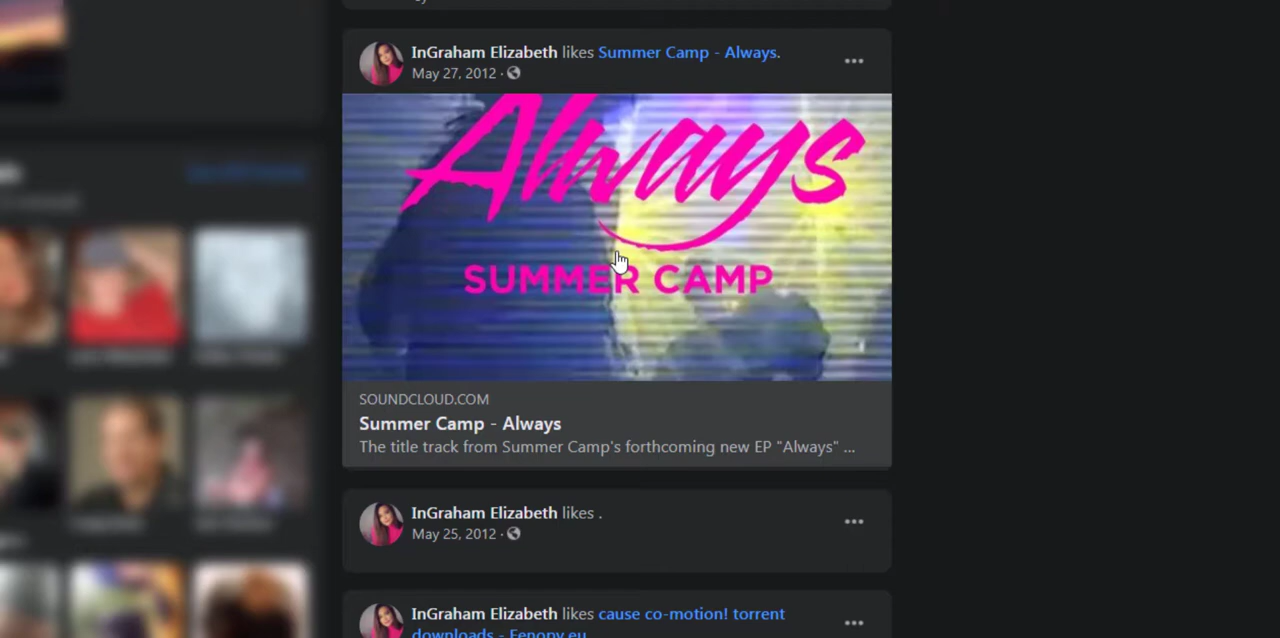 InGraham Elizabeth likes Summer Camp - Always.
May 27, 2012 ·
Always
SUMMER CAMP
SOUNDCLOUD.COM
Summer Camp - Always
The title track from Summer Camp's forthcoming new EP "Always" ...
InGraham Elizabeth likes .
May 25, 2012 ·
InGraham Elizabeth likes cause co-motion! torrent
downloads - Fenopy.eu